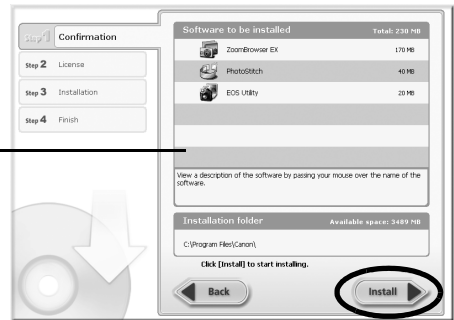 Step 1 Confirmation
Step 2 License
Step 3 Installation
Step 4 Finish
Software to be installed Total: 230 MB
ZoomBrowser EX 170 MB
PhotoStitch 40 MB
EOS Utility 20 MB
View a description of the software by passing your mouse over the name of the
software.
Installation folder Available space: 3489 MB
C:\Program Files\Canon\
Click [Install] to start installing.
Back Install